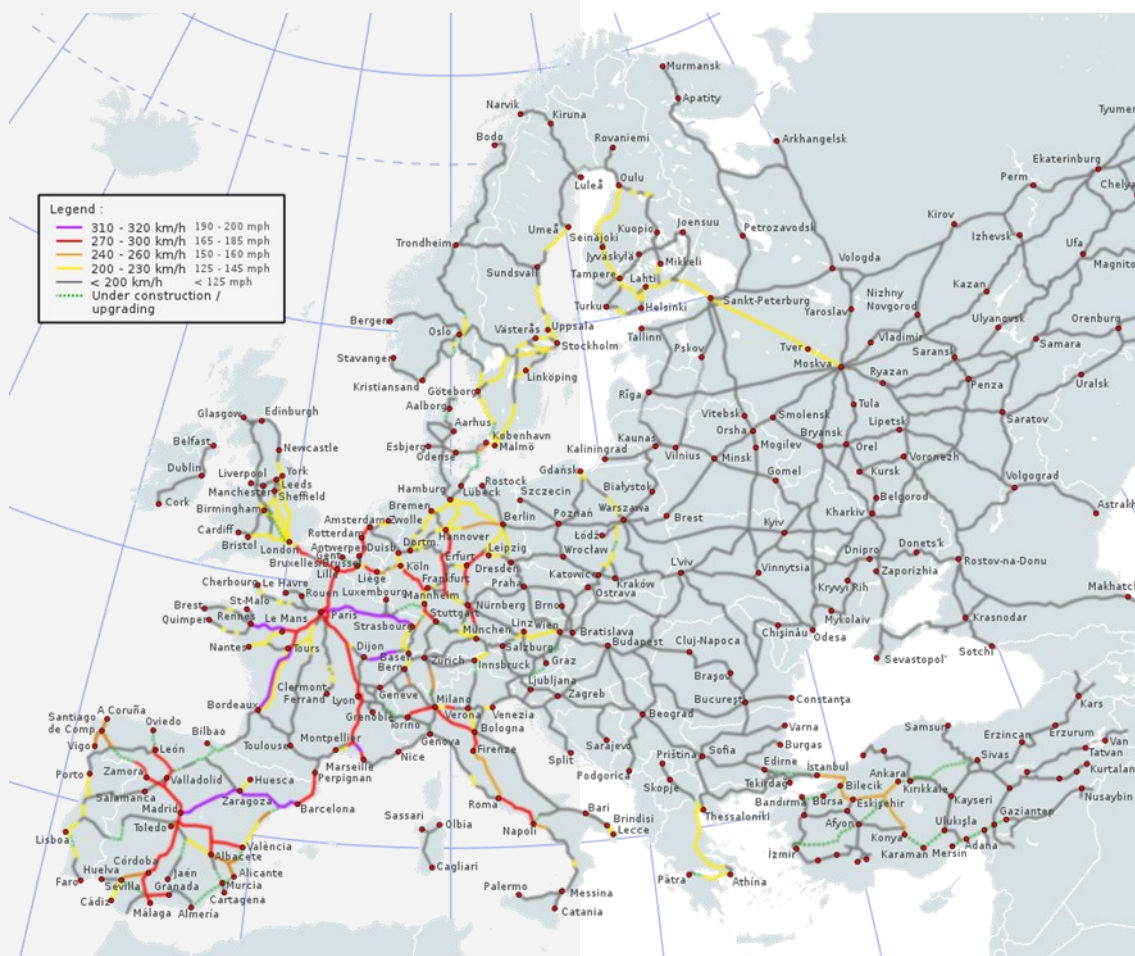 Murmansk
Apatity
Narvik
Kiruna
Tyumen
Bodø
Rovaniemi
Arkhangelsk
Ekaterinburg
Perm
Luleå
Oulu
Chelya
Legend :
310 - 320 km/h 190 - 200 mph
270 - 300 km/h 165 - 185 mph
240 - 260 km/h 150 - 160 mph
200 - 230 km/h 125 - 145 mph
< 200 km/h < 125 mph
Under construction /
upgrading
Umeå
Seinäjoki
Kuopio
Joensuu
Petrozavodsk
Kirov
Izhevsk
Ufa
Trondheim
Jyväskylä
Mikkeli
Vologda
Magnito
Sundsvall
Tampere
Lahti
Kazan
Turku
Helsinki
Sankt-Peterburg
Yaroslav
Nizhny
Novgorod
Bergen
Oslo
Västerås
Uppsala
Stockholm
Tallinn
Pskov
Tver
Moskva
Vladimir
Ulyanovsk
Orenburg
Samara
Saransk
Stavanger
Kristiansand
Linköping
Göteborg
Ryazan
Penza
Uralsk
Rīga
Aalborg
Glasgow
Edinburgh
Aarhus
Vitebsk
Smolensk
Tula
Lipetsk
Saratov
Belfast
Newcastle
Esbjerg
Odense
København
Malmö
Kaliningrad
Kaunas
Vilnius
Orsha
Mogilev
Bryansk
Orel
Minsk
Voronezh
Dublin
Liverpool
York
Leeds
Manchester
Sheffield
Gdańsk
Gomel
Kursk
Volgograd
Cork
Birmingham
Hamburg
Lübeck
Rostock
Szczecin
Białystok
Belgorod
Astrakh
Bremen
Warszawa
Brest
Kharkiv
Cardiff
Bristol
London
Amsterdam
Zwolle
Rotterdam
Hannover
Berlin
Poznań
Łódź
Kyiv
Antwerpen
Gent
Duisb
Dortm.
Leipzig
Wrocław
Dnipro
Donets'k
Rostov-na-Donu
Bruxelles/Brussel
Lille
Liège
Köln
Erfurt
Dresden
Katowice
Kraków
L'viv
Vinnytsia
Zaporizhia
Cherbourg
Le Havre
Rouen
Luxembourg
Frankfurt
Mannheim
Praha
Ostrava
Kryvyi Rih
Makhatch
Brest
Quimper
St-Malo
Rennes
Le Mans
Paris
Strasbourg
Stuttgart
Nürnberg
Brno
Mykolaiv
Krasnodar
Nantes
Tours
Dijon
Basel
Bern
Zürich
München
Linz
Wien
Salzburg
Innsbruck
Bratislava
Budapest
Graz
Cluj-Napoca
Chişinău
Odesa
Sevastopol'
Sotchi
Clermont
Ferrand
Lyon
Geneve
Ljubljana
Zagreb
Braşov
Bordeaux
Grenoble
Torino
Milano
Verona
Venezia
Bologna
Beograd
Bucureşti
Constanţa
Kars
Santiago
de Comp.
A Coruña
Oviedo
Bilbao
Vigo
León
Toulouse
Montpellier
Marseille
Nice
Genova
Firenze
Sarajevo
Split
Priština
Sofia
Varna
Burgas
Samsun
Erzincan
Erzurum
Van
Tatvan
Sivas
Porto
Zamora
Valladolid
Salamanca
Huesca
Zaragoza
Perpignan
Barcelona
Podgorica
Skopje
Edirne
İstanbul
Tekirdağ
Ankara
Kırıkkale
Kurtalan
Bilecik
Nusaybin
Madrid
Toledo
Roma
Bari
Brindisi
Lecce
Thessaloniki
Bandırma
Bursa
Eskişehir
Kayseri
Gaziantep
Lisboa
València
Albacete
Sassari
Olbia
Napoli
Afyon
Ulukışla
Konya
Karaman
Mersin
Adana
İzmir
Huelva
Córdoba
Jaén
Alicante
Faro
Sevilla
Granada
Murcia
Cartagena
Cádiz
Málaga
Almería
Cagliari
Palermo
Messina
Catania
Pàtra
Athina